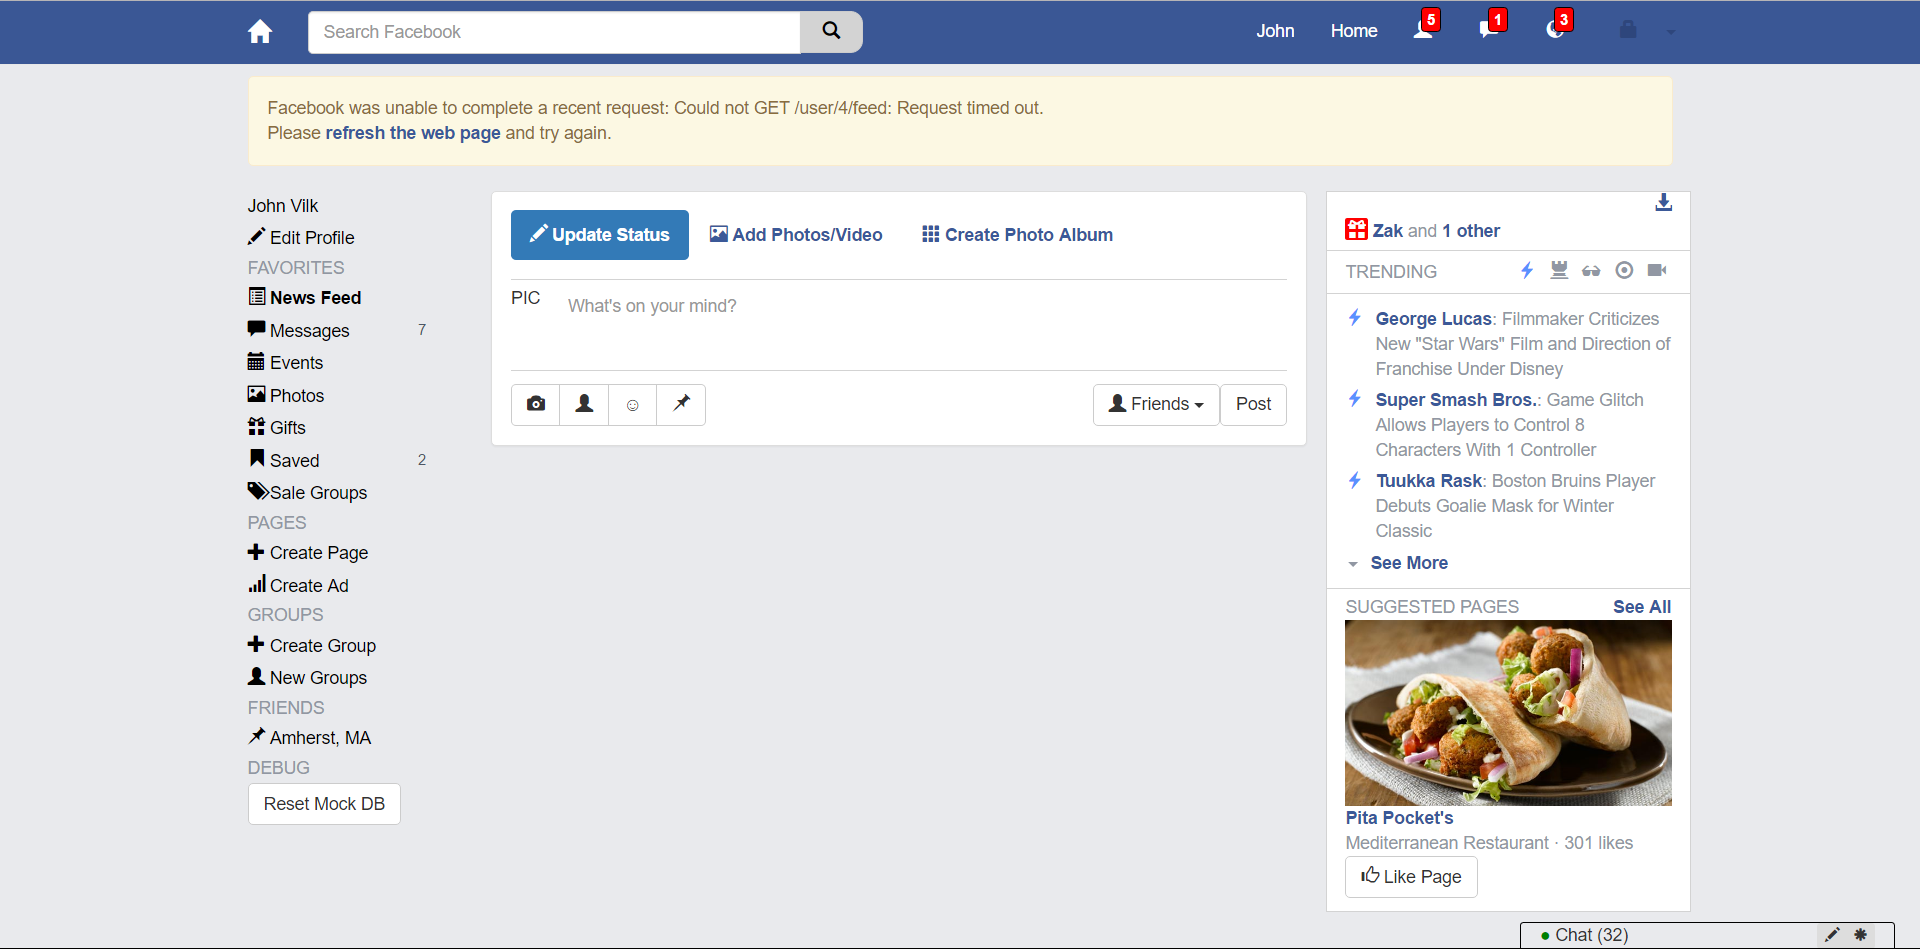 Search Facebook
John
Home
5
1
3
Facebook was unable to complete a recent request: Could not GET /user/4/feed: Request timed out.
Please refresh the web page and try again.
John Vilk
Edit Profile
FAVORITES
News Feed
Messages 7
Events
Photos
Gifts
Saved 2
Sale Groups
PAGES
Create Page
Create Ad
GROUPS
Create Group
New Groups
FRIENDS
Amherst, MA
DEBUG
Reset Mock DB
Update Status
Add Photos/Video
Create Photo Album
PIC
What's on your mind?
Friends
Post
Zak and 1 other
TRENDING
George Lucas: Filmmaker Criticizes
New "Star Wars" Film and Direction of
Franchise Under Disney
Super Smash Bros.: Game Glitch
Allows Players to Control 8
Characters With 1 Controller
Tuukka Rask: Boston Bruins Player
Debuts Goalie Mask for Winter
Classic
See More
SUGGESTED PAGES See All
Pita Pocket's
Mediterranean Restaurant · 301 likes
Like Page
Chat (32)